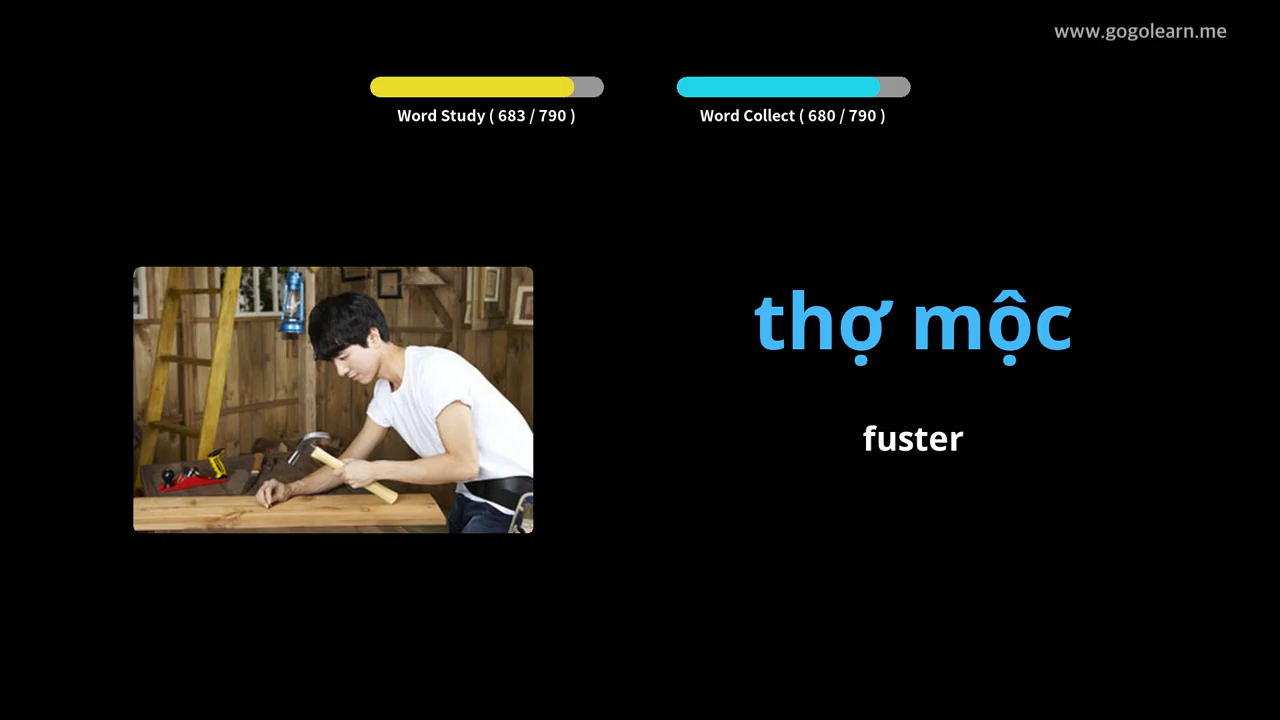 www.gogolearn.me
Word Study ( 683 / 790 )
Word Collect ( 680 / 790 )
thợ mộc
fuster